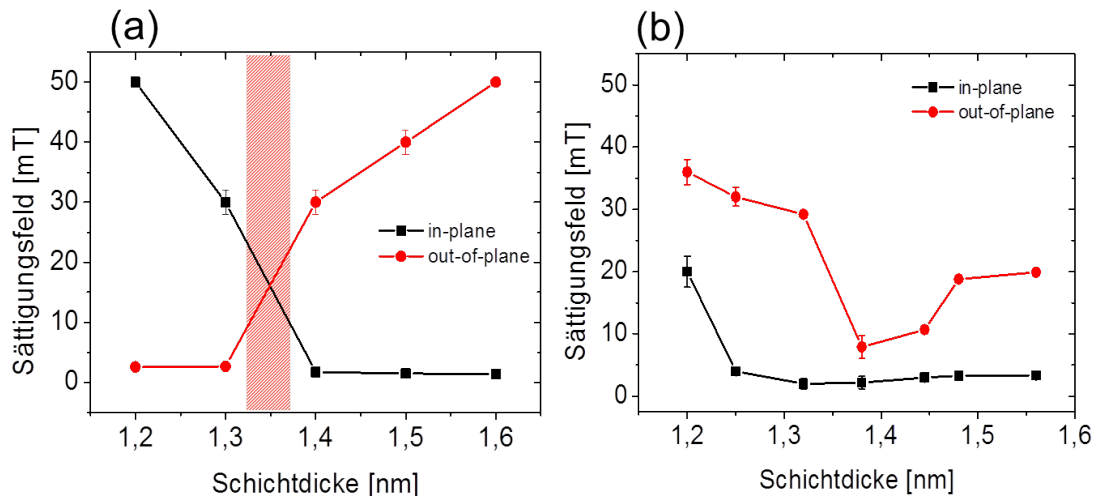 (a)
Sättigungsfeld [mT]
50
40
30
20
10
0
in-plane
out-of-plane
1,2 1,3 1,4 1,5 1,6
Schichtdicke [nm]
(b)
Sättigungsfeld [mT]
50
40
30
20
10
0
in-plane
out-of-plane
1,2 1,3 1,4 1,5 1,6
Schichtdicke [nm]